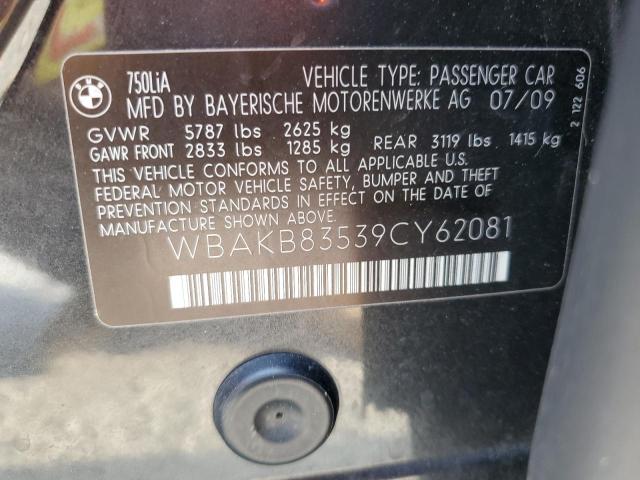 BMW
750LiA VEHICLE TYPE: PASSENGER CAR
MFD BY BAYERISCHE MOTORENWERKE AG 07/09
GVWR 5787 lbs 2625 kg
GAWR FRONT 2833 lbs 1285 kg REAR 3119 lbs 1415 kg
THIS VEHICLE CONFORMS TO ALL APPLICABLE U.S.
FEDERAL MOTOR VEHICLE SAFETY, BUMPER AND THEFT
PREVENTION STANDARDS IN EFFECT ON THE DATE OF
MANUFACTURE SHOWN ABOVE.
WBAKB83539CY62081
2 122 606